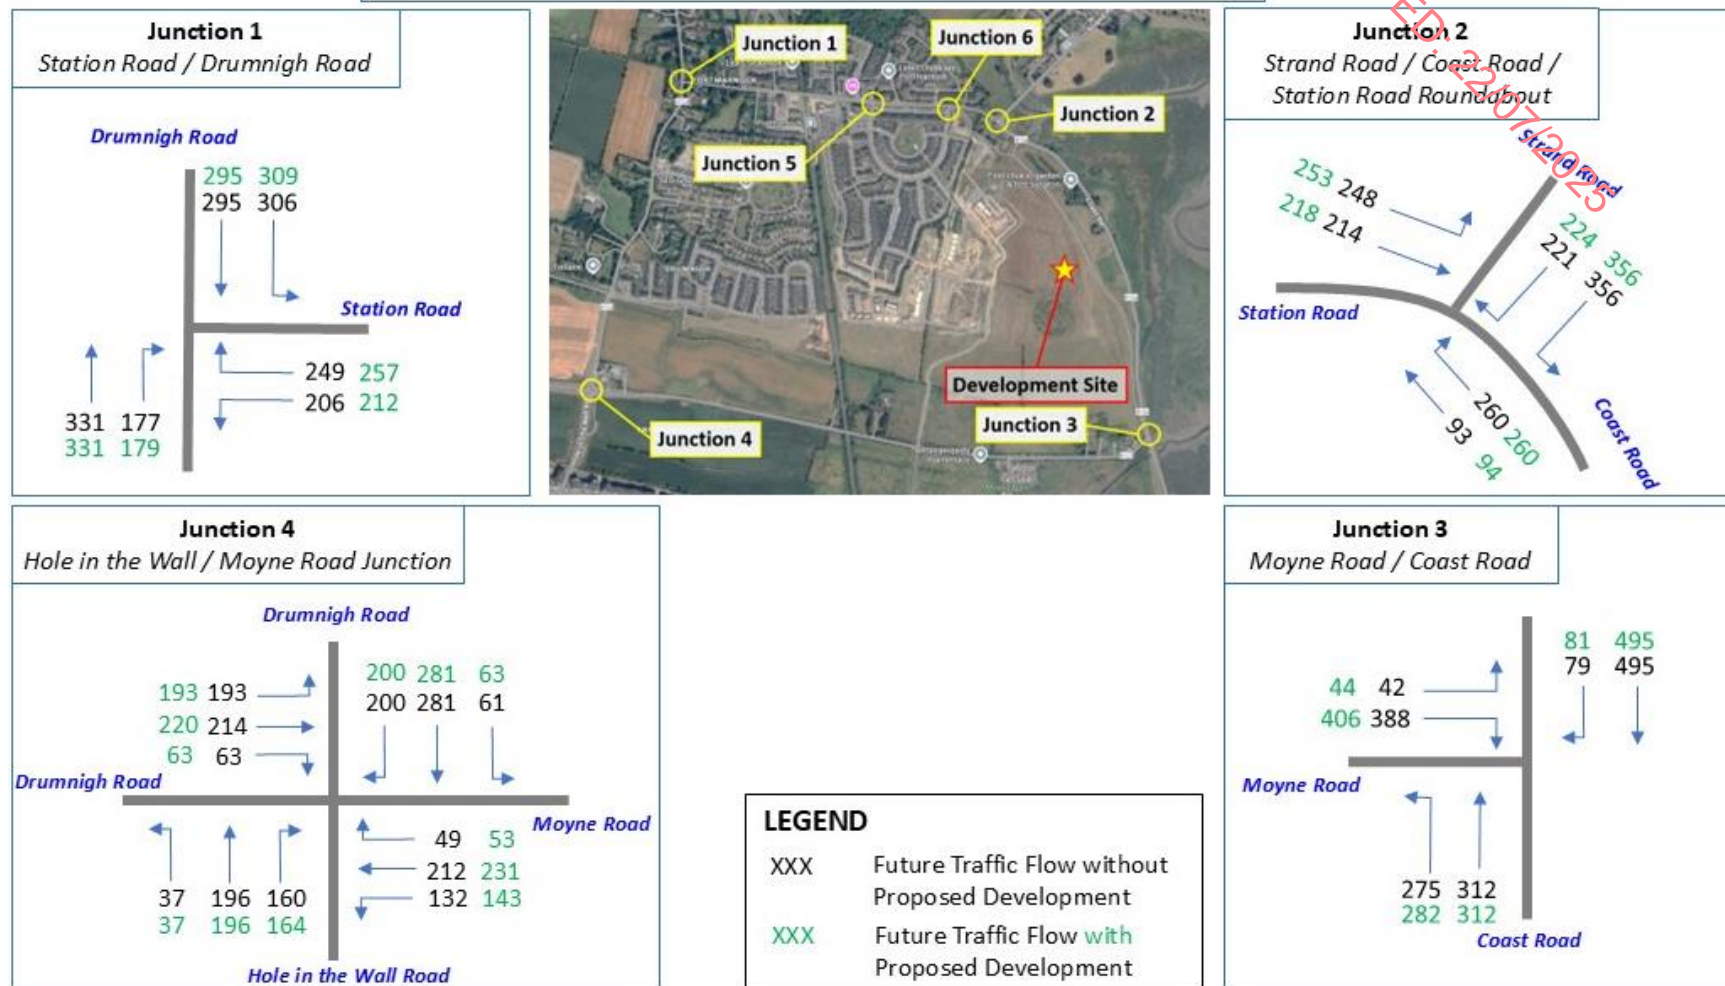 Junction 1
Station Road / Drumnigh Road
Drumnigh Road
295 309
295 306
Station Road
249 257
206 212
331 177
331 179
Junction 1
Junction 6
Junction 2
Junction 5
Development Site
Junction 3
Junction 4
Junction 2
Strand Road / Coast Road /
Station Road Roundabout
ED: 22/07/2025
Strand Road
253 248
218 214
224 356
221 356
Station Road
260 260
93 94
Coast Road
Junction 4
Hole in the Wall / Moyne Road Junction
Drumnigh Road
193 193
220 214
63 63
200 281 63
200 281 61
Drumnigh Road
Moyne Road
49 53
212 231
132 143
37 196 160
37 196 164
Hole in the Wall Road
LEGEND
XXX Future Traffic Flow without
Proposed Development
XXX Future Traffic Flow with
Proposed Development
Junction 3
Moyne Road / Coast Road
81 495
79 495
44 42
406 388
Moyne Road
275 312
282 312
Coast Road